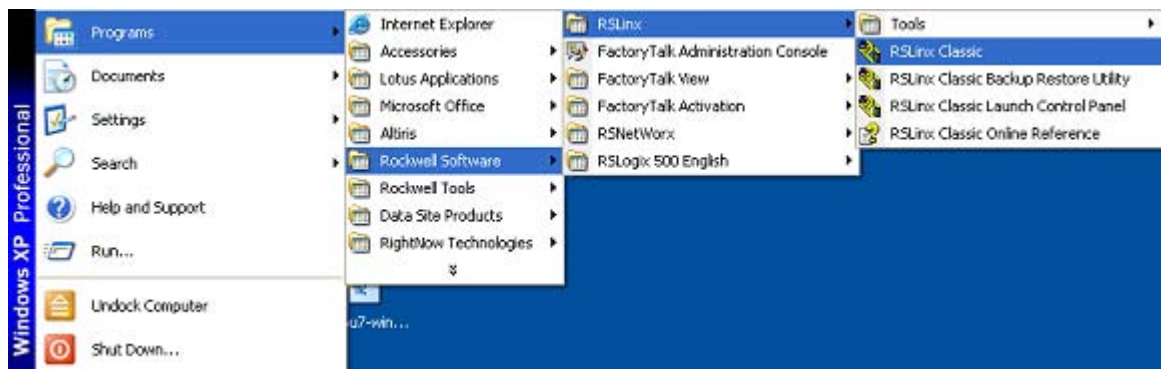 Windows XP Professional
Programs
Documents
Settings
Search
Help and Support
Run...
Undock Computer
Shut Down...
Internet Explorer
Accessories
Lotus Applications
Microsoft Office
Altiris
Rockwell Software
Rockwell Tools
Data Site Products
RightNow Technologies
RSLinx
FactoryTalk Administration Console
FactoryTalk View
FactoryTalk Activation
RSNetWorx
RSLogix 500 English
Tools
RSLinx Classic
RSLinx Classic Backup Restore Utility
RSLinx Classic Launch Control Panel
RSLinx Classic Online Reference
u7-win...